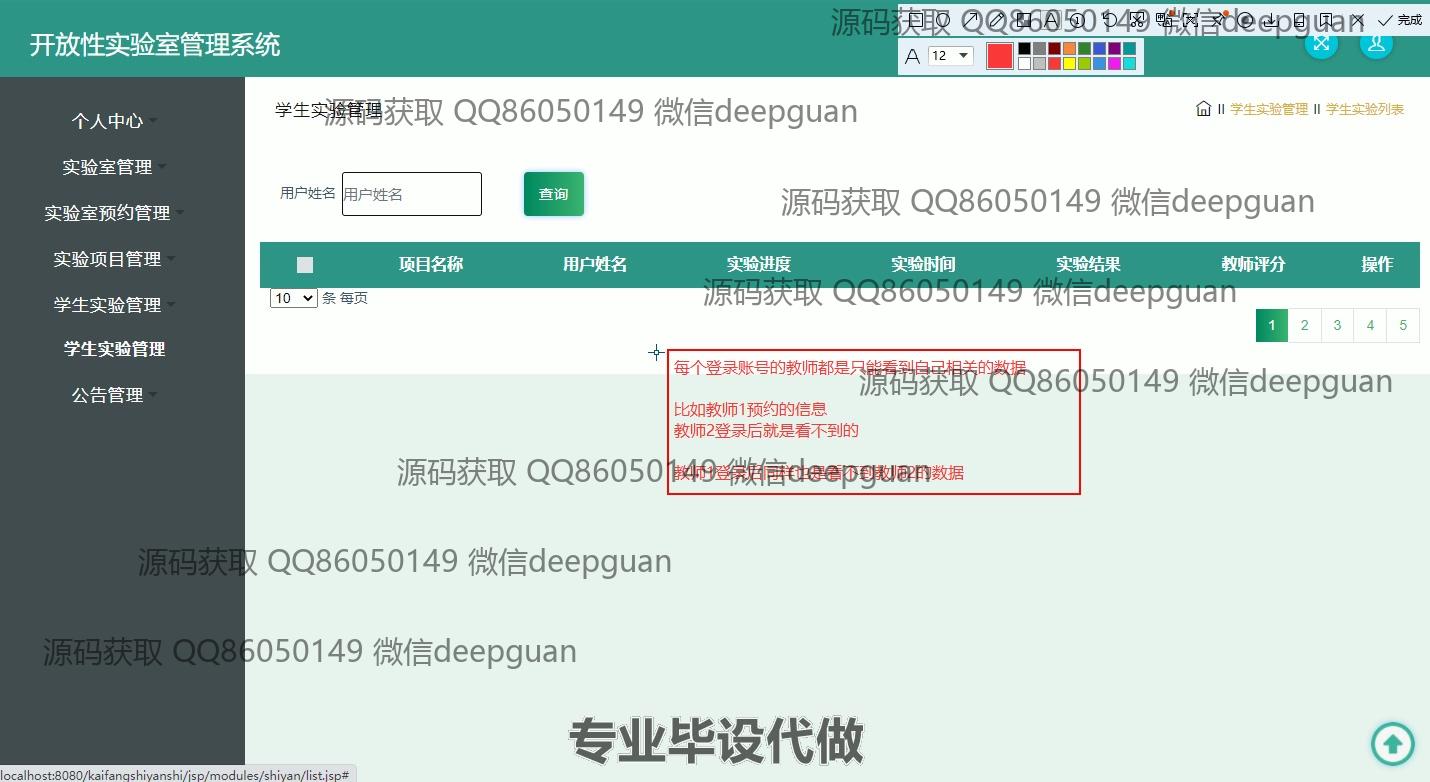 源码获取 QQ86050149 微信deepguan
完成
开放性实验室管理系统
A 12
个人中心
实验室管理
实验室预约管理
实验项目管理
学生实验管理
学生实验管理
公告管理
学生实验管理
源码获取 QQ86050149 微信deepguan
II 学生实验管理 II 学生实验列表
用户姓名 用户姓名 查询
源码获取 QQ86050149 微信deepguan
项目名称 用户姓名 实验进度 实验时间 实验结果 教师评分 操作
10 条 每页
源码获取 QQ86050149 微信deepguan
1 2 3 4 5
每个登录账号的教师都是只能看到自己相关的数据
源码获取 QQ86050149 微信deepguan
比如教师1预约的信息
教师2登录后就是看不到的
教师1登录后同样也是看不到教师2的数据
源码获取 QQ86050149 微信deepguan
源码获取 QQ86050149 微信deepguan
源码获取 QQ86050149 微信deepguan
专业毕设代做
localhost:8080/kaifangshiyanshi/jsp/modules/shiyan/list.jsp#